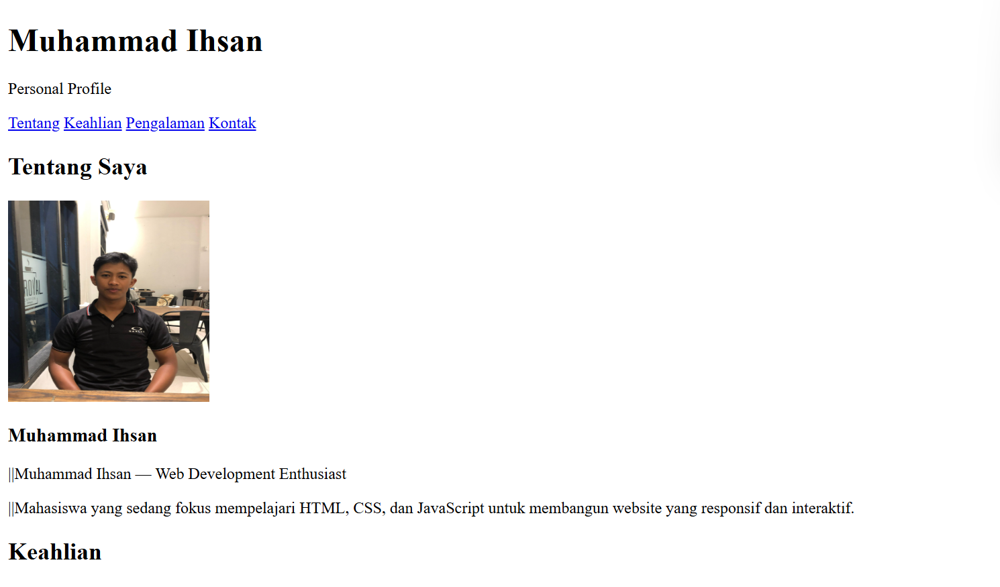 Muhammad Ihsan
Personal Profile
Tentang Keahlian Pengalaman Kontak
Tentang Saya
ROYAL
OAKLEY
Muhammad Ihsan
||Muhammad Ihsan — Web Development Enthusiast
||Mahasiswa yang sedang fokus mempelajari HTML, CSS, dan JavaScript untuk membangun website yang responsif dan interaktif.
Keahlian